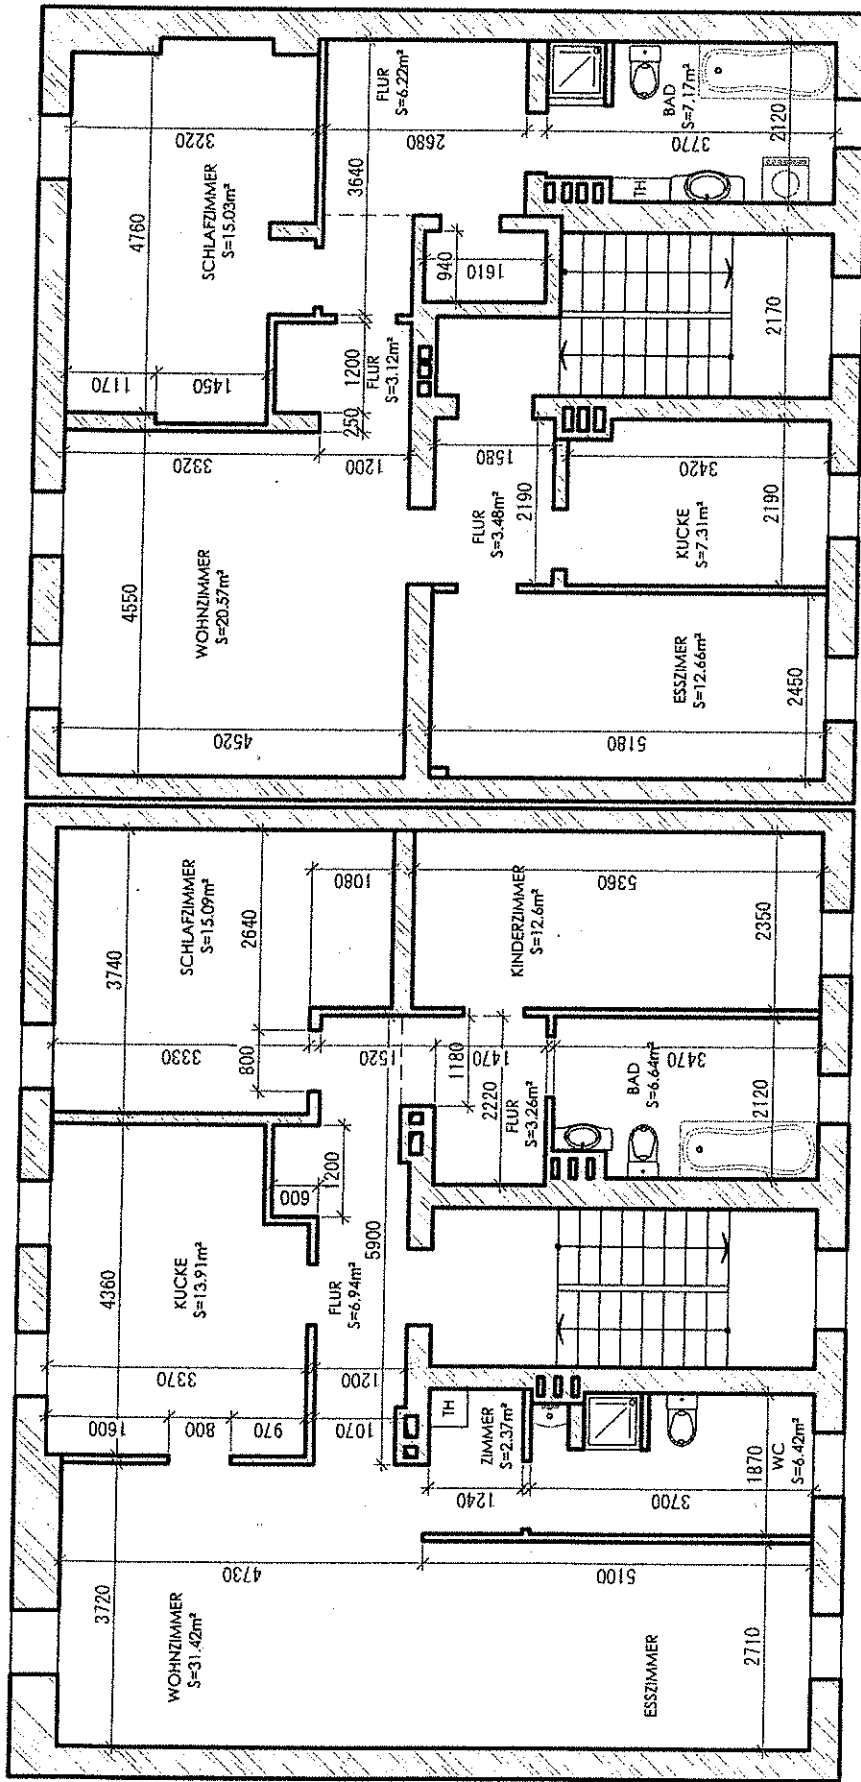 3720
4360
3740
WOHNZIMMER
S=31.42m²
KUCKE
S=13.91m²
SCHLAFZIMMER
S=15.09m²
1600
800
970
3370
4730
3330
800
2640
600
1200
FLUR
S=6.94m²
5900
1070
1200
1520
1080
1180
1470
2220
FLUR
S=3.26m²
TH
ZIMMER
S=2.37m²
1240
KINDERZIMMER
S=12.6m²
5360
BAD
S=6.64m²
3470
2120
2350
3700
1870
WC
S=6.42m²
5100
2710
ESSZIMMER
4550
4760
WOHNZIMMER
S=20.57m²
SCHLAFZIMMER
S=15.03m²
4520
3320
1170
1450
3220
250
1200
1200
FLUR
S=3.12m²
3640
2680
FLUR
S=6.22m²
940
1610
1580
2190
FLUR
S=3.48m²
5180
ESSZIMER
S=12.66m²
2450
KUCKE
S=7.31m²
3420
2190
2170
TH
3770
BAD
S=7.17m²
2120